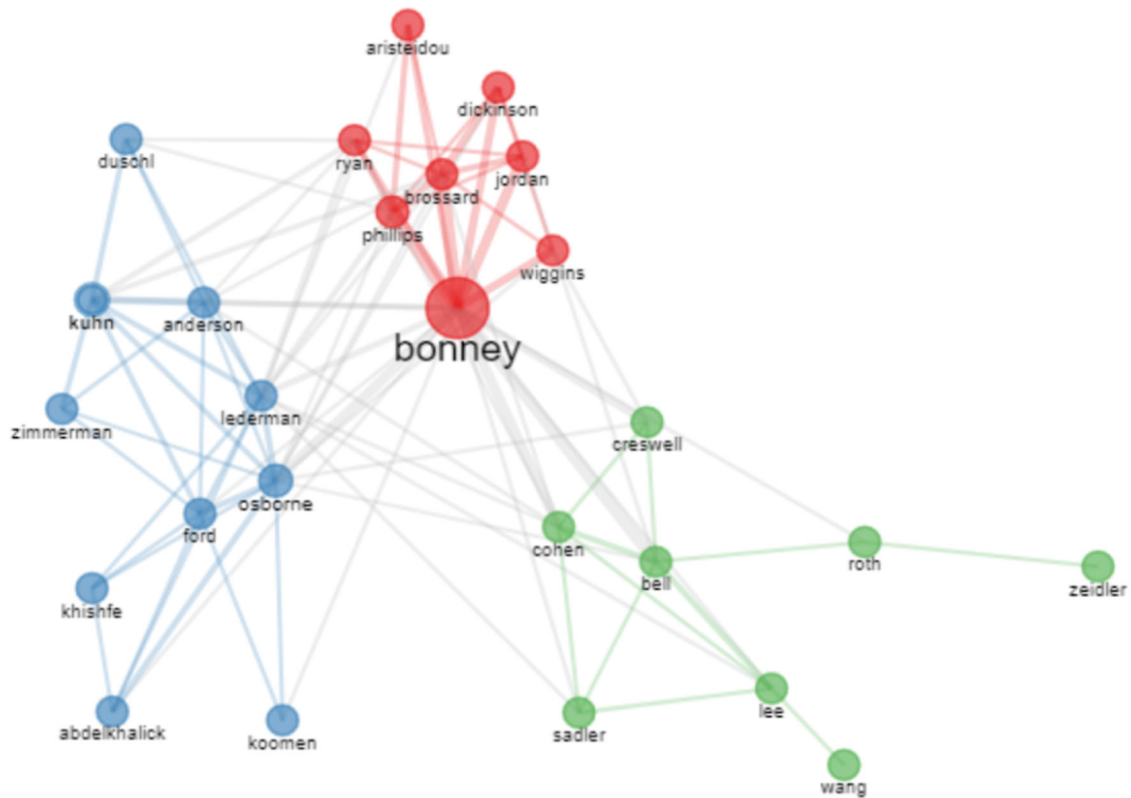 aristeidou
dickinson
duschl
ryan
jordan
brossard
phillips
wiggins
kuhn
anderson
bonney
lederman
zimmerman
creswell
osborne
ford
cohen
roth
bell
zeidler
khishfe
lee
abdelkhalick
sadler
koomen
wang